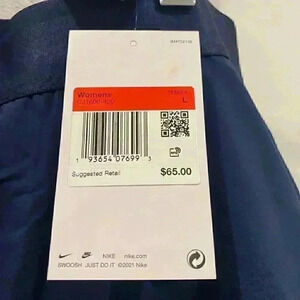 Womens
L
1 93654 07699 3
Suggested Retail
$65.00
NIKE nike.com
SWOOSH JUST DO IT ©2021 Nike